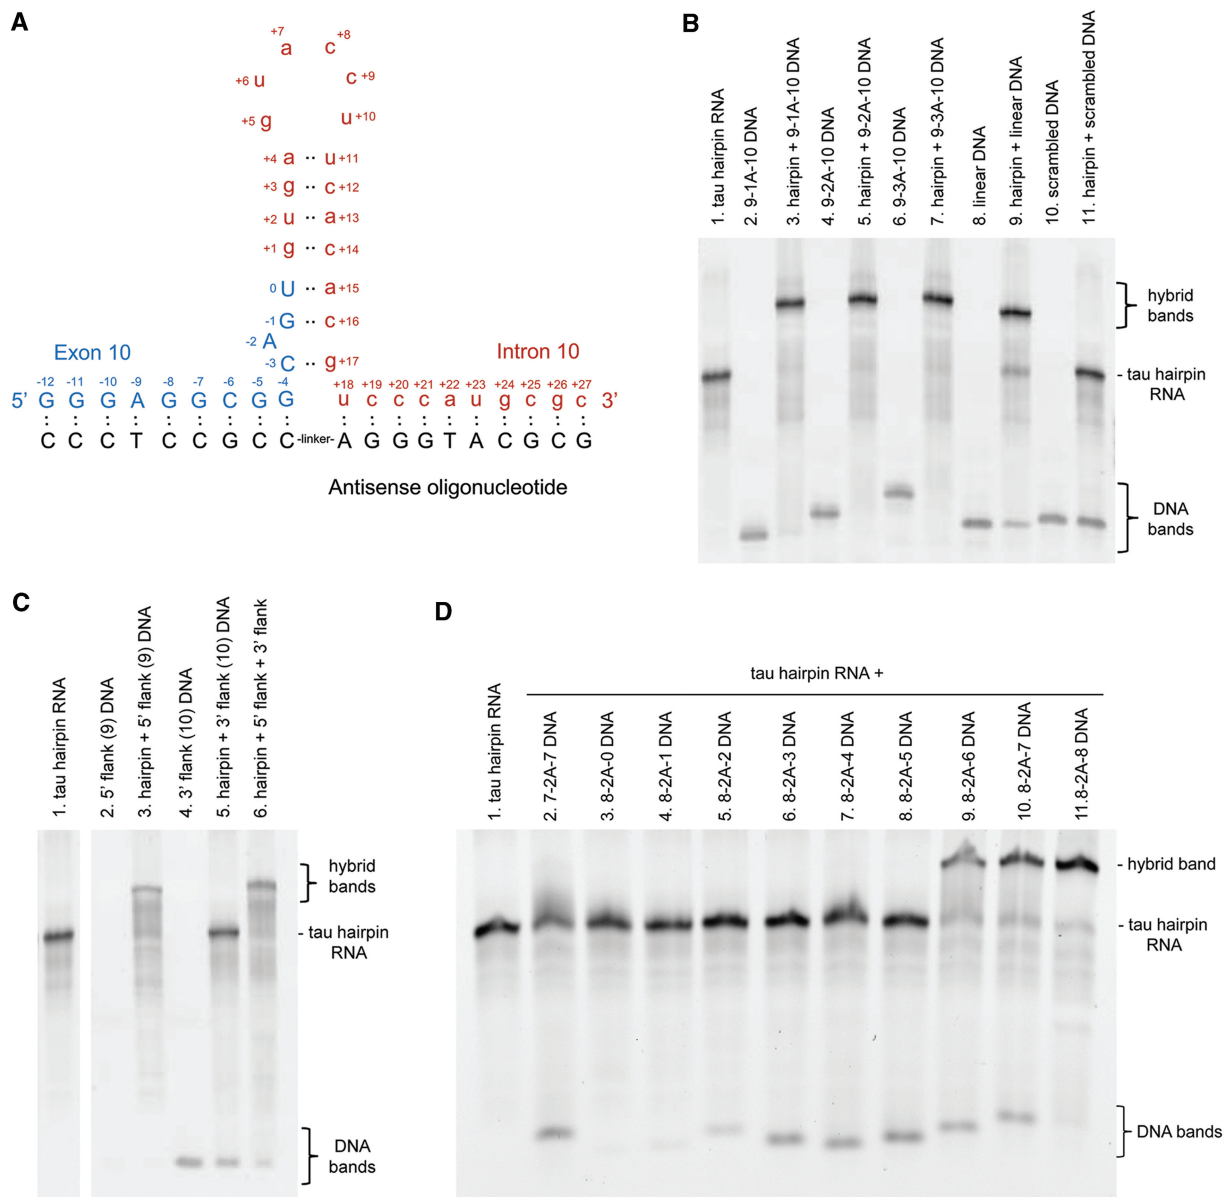 A
+7 a c +8
+6 u c +9
+5 g u +10
+4 a ·· u +11
+3 g ·· c +12
+2 u ·· a +13
+1 g ·· c +14
0 U ·· a +15
-1 G ·· c +16
-2 A
-3 C ·· g +17
Exon 10 Intron 10
-12 -11 -10 -9 -8 -7 -6 -5 -4 +18 +19 +20 +21 +22 +23 +24 +25 +26 +27
5’ G G G A G G C G G u c c c a u g c g c 3’
C C C T C C G C C -linker- A G G G T A C G C G
Antisense oligonucleotide
B
1. tau hairpin RNA
2. 9-1A-10 DNA
3. hairpin + 9-1A-10 DNA
4. 9-2A-10 DNA
5. hairpin + 9-2A-10 DNA
6. 9-3A-10 DNA
7. hairpin + 9-3A-10 DNA
8. linear DNA
9. hairpin + linear DNA
10. scrambled DNA
11. hairpin + scrambled DNA
hybrid
bands
- tau hairpin
RNA
DNA
bands
C
1. tau hairpin RNA
2. 5’ flank (9) DNA
3. hairpin + 5’ flank (9) DNA
4. 3’ flank (10) DNA
5. hairpin + 3’ flank (10) DNA
6. hairpin + 5’ flank + 3’ flank
hybrid
bands
- tau hairpin
RNA
DNA
bands
D
tau hairpin RNA +
1. tau hairpin RNA
2. 7-2A-7 DNA
3. 8-2A-0 DNA
4. 8-2A-1 DNA
5. 8-2A-2 DNA
6. 8-2A-3 DNA
7. 8-2A-4 DNA
8. 8-2A-5 DNA
9. 8-2A-6 DNA
10. 8-2A-7 DNA
11.8-2A-8 DNA
- hybrid band
- tau hairpin
RNA
DNA bands